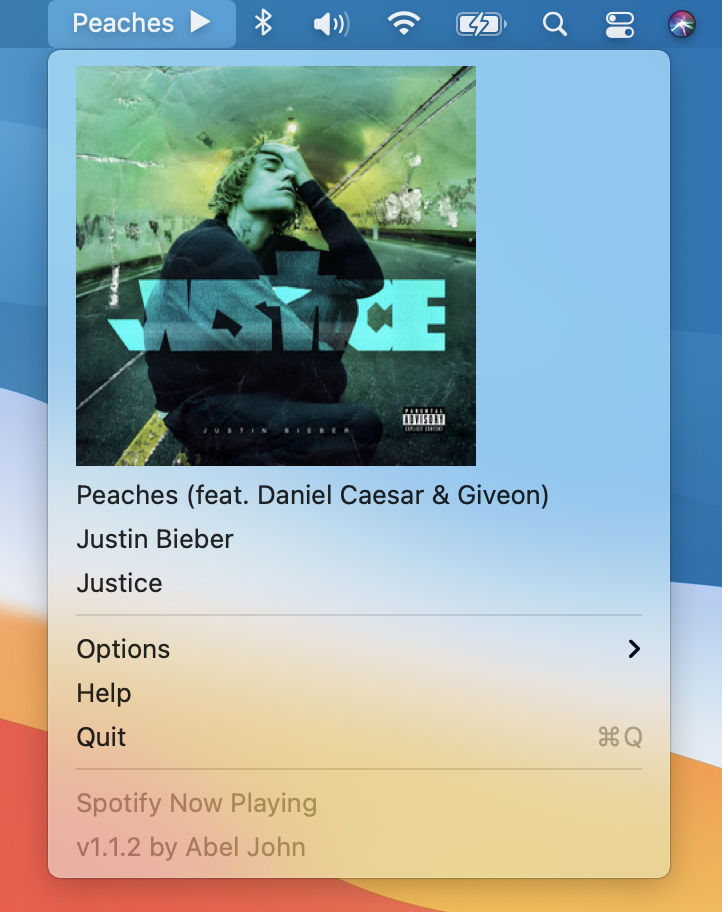 Peaches
JUSTICE
JUSTIN BIEBER
PARENTAL
ADVISORY
EXPLICIT CONTENT
Peaches (feat. Daniel Caesar & Giveon)
Justin Bieber
Justice
Options
Help
Quit ⌘Q
Spotify Now Playing
v1.1.2 by Abel John